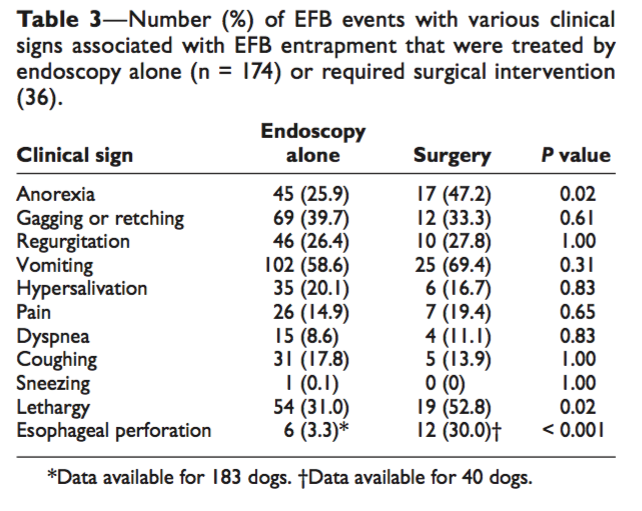 Table 3—Number (%) of EFB events with various clinical
signs associated with EFB entrapment that were treated by
endoscopy alone (n = 174) or required surgical intervention
(36).
Endoscopy
Clinical sign alone Surgery P value
Anorexia 45 (25.9) 17 (47.2) 0.02
Gagging or retching 69 (39.7) 12 (33.3) 0.61
Regurgitation 46 (26.4) 10 (27.8) 1.00
Vomiting 102 (58.6) 25 (69.4) 0.31
Hypersalivation 35 (20.1) 6 (16.7) 0.83
Pain 26 (14.9) 7 (19.4) 0.65
Dyspnea 15 (8.6) 4 (11.1) 0.83
Coughing 31 (17.8) 5 (13.9) 1.00
Sneezing 1 (0.1) 0 (0) 1.00
Lethargy 54 (31.0) 19 (52.8) 0.02
Esophageal perforation 6 (3.3)* 12 (30.0)† < 0.001
*Data available for 183 dogs. †Data available for 40 dogs.